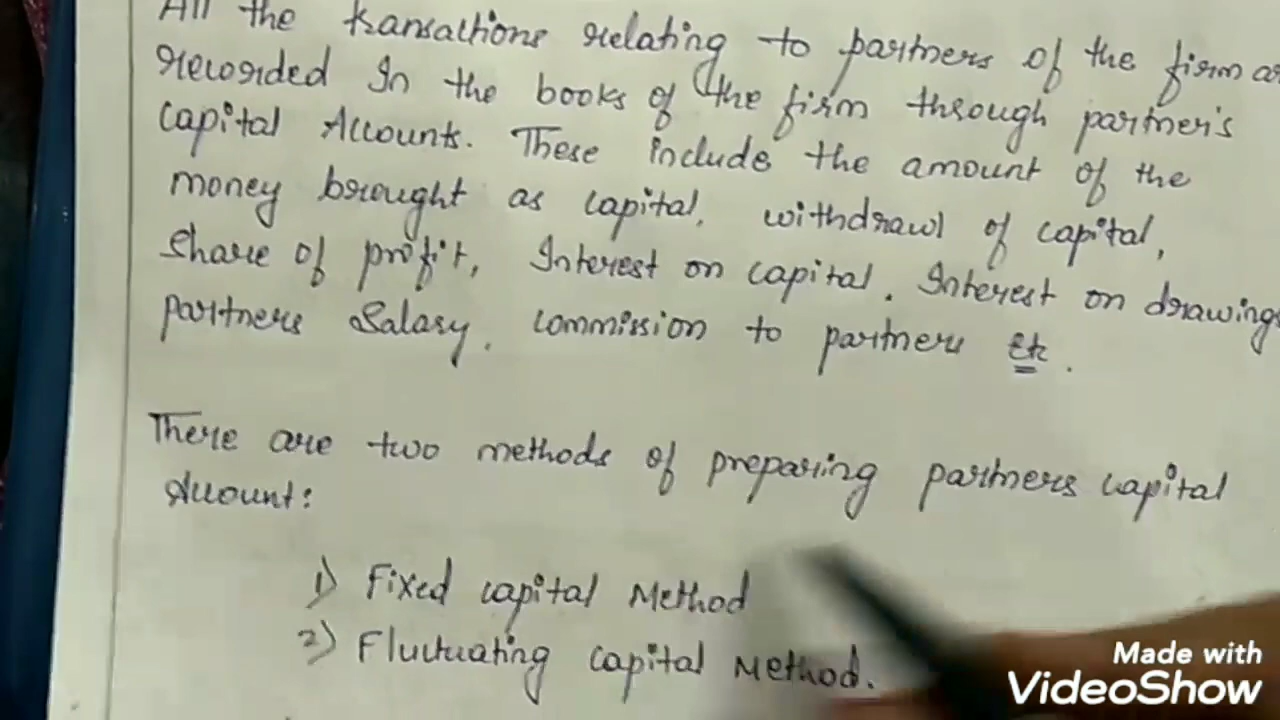 All the transactions relating to partners of the firm ar
recorded In the books of the firm through partner's
capital Accounts. These include the amount of the
money brought as capital, withdrawl of capital,
Share of profit, Interest on capital, Interest on drawings
partners Salary, commission to partners etc.
There are two methods of preparing partners capital
Account:
1) Fixed capital Method
2) Fluctuating capital Method.
Made with
VideoShow